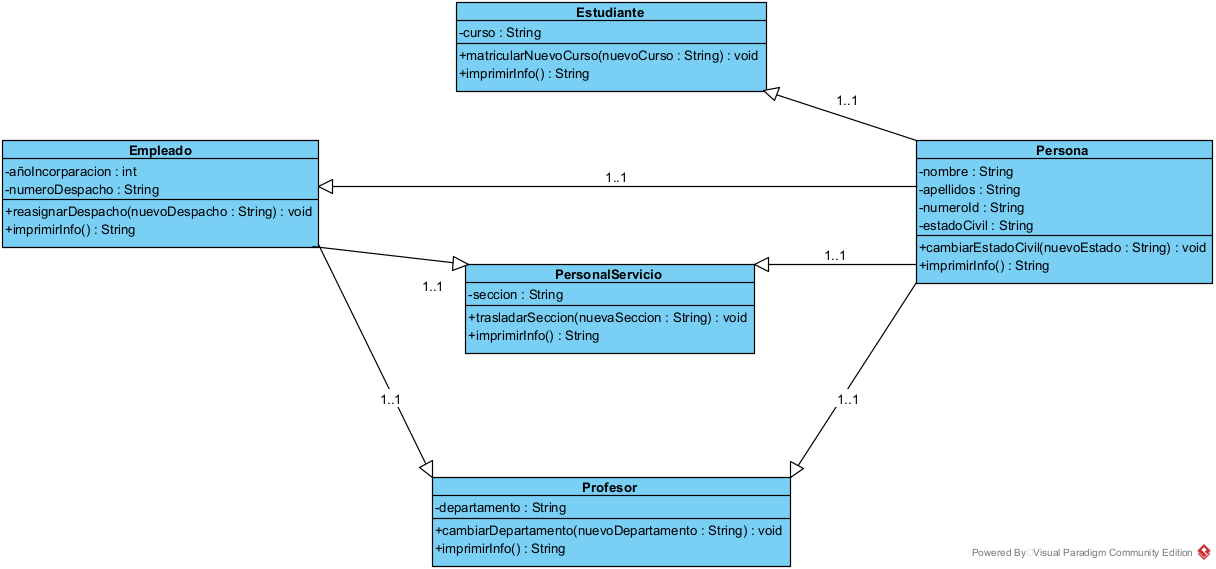 Estudiante
-curso : String
+matricularNuevoCurso(nuevoCurso : String) : void
+imprimirInfo() : String
1..1
Empleado
-añoIncorparacion : int
-numeroDespacho : String
+reasignarDespacho(nuevoDespacho : String) : void
+imprimirInfo() : String
1..1
Persona
-nombre : String
-apellidos : String
-numeroId : String
-estadoCivil : String
+cambiarEstadoCivil(nuevoEstado : String) : void
+imprimirInfo() : String
1..1
1..1
PersonalServicio
-seccion : String
+trasladarSeccion(nuevaSeccion : String) : void
+imprimirInfo() : String
1..1
1..1
Profesor
-departamento : String
+cambiarDepartamento(nuevoDepartamento : String) : void
+imprimirInfo() : String
Powered By Visual Paradigm Community Edition